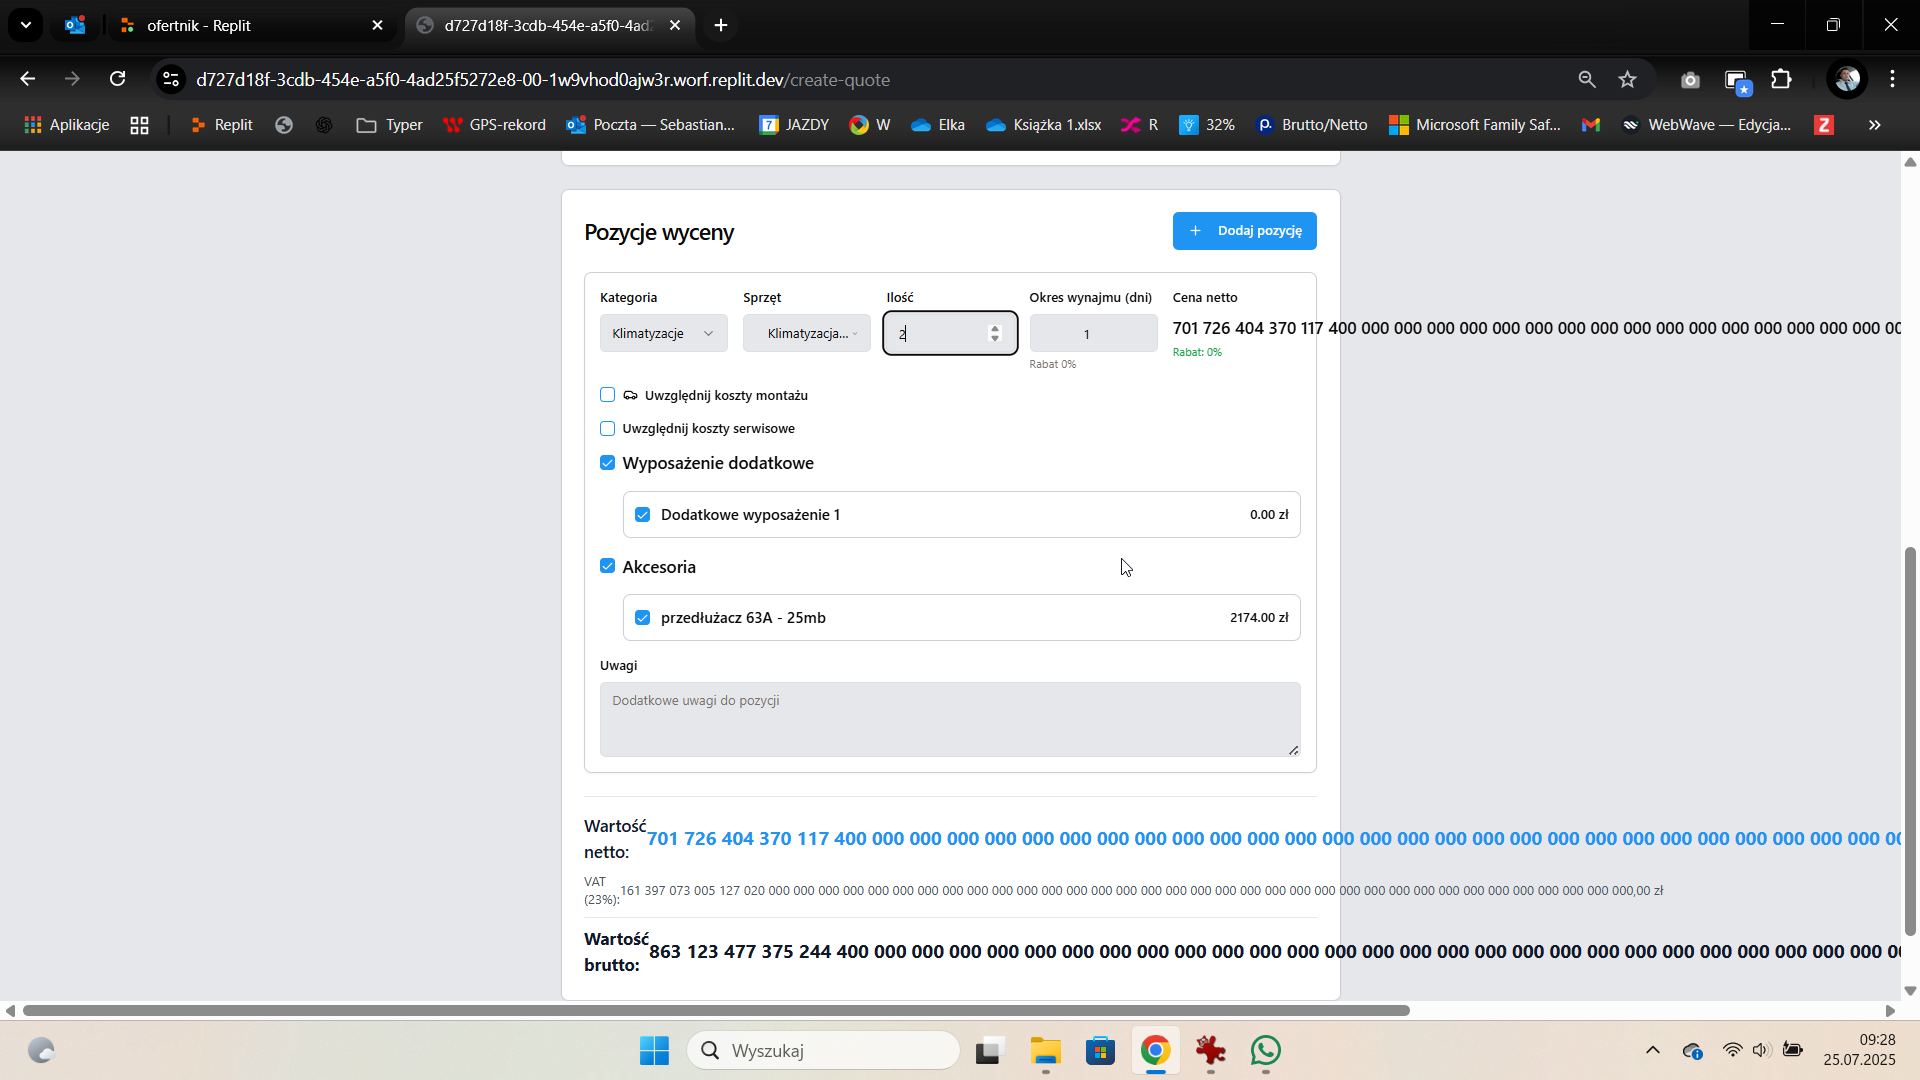 ofertnik - Replit
d727d18f-3cdb-454e-a5f0-4ad
d727d18f-3cdb-454e-a5f0-4ad25f5272e8-00-1w9vhod0ajw3r.worf.replit.dev/create-quote
Aplikacje Replit Typer GPS-rekord Poczta — Sebastian... 7 JAZDY W Elka Książka 1.xlsx R 32% Brutto/Netto Microsoft Family Saf... WebWave — Edycja... Z »
Pozycje wyceny
+ Dodaj pozycję
Kategoria Sprzęt Ilość Okres wynajmu (dni) Cena netto
Klimatyzacje Klimatyzacja... 2 1 701 726 404 370 117 400 000 000 000 000 000 000 000 000 000 000 000 000 000 000 000 00
Rabat: 0%
Rabat 0%
Uwzględnij koszty montażu
Uwzględnij koszty serwisowe
Wyposażenie dodatkowe
Dodatkowe wyposażenie 1 0.00 zł
Akcesoria
przedłużacz 63A - 25mb 2174.00 zł
Uwagi
Dodatkowe uwagi do pozycji
Wartość netto: 701 726 404 370 117 400 000 000 000 000 000 000 000 000 000 000 000 000 000 000 000 000 000 000 000 000 000 000 000 000 000 00
VAT (23%): 161 397 073 005 127 020 000 000 000 000 000 000 000 000 000 000 000 000 000 000 000 000 000 000 000 000 000 000 000 000 000 000 000 000 000 000 000 000 000 000 000,00 zł
Wartość brutto: 863 123 477 375 244 400 000 000 000 000 000 000 000 000 000 000 000 000 000 000 000 000 000 000 000 000 000 000 000 000 000 000
Wyszukaj
09:28
25.07.2025